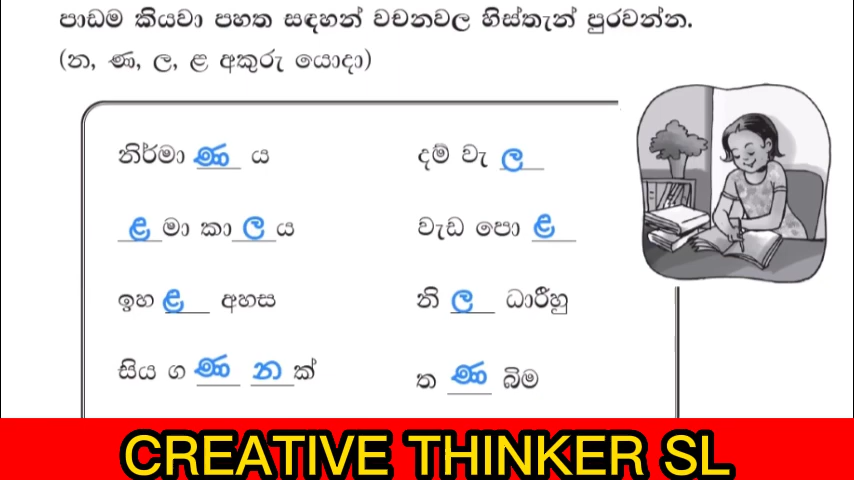 පාඩම කියවා පහත සඳහන් වචනවල හිස්තැන් පුරවන්න.
(න, ණ, ල, ළ අකුරු යොදා)
නිර්මා ණ ය
දම් වැ ල
ළ මා කා ල ය
වැඩ පො ළ
ඉහ ළ අහස
නි ල ධාරීහු
සිය ග ණ න ක්
ත ණ බිම
CREATIVE THINKER SL